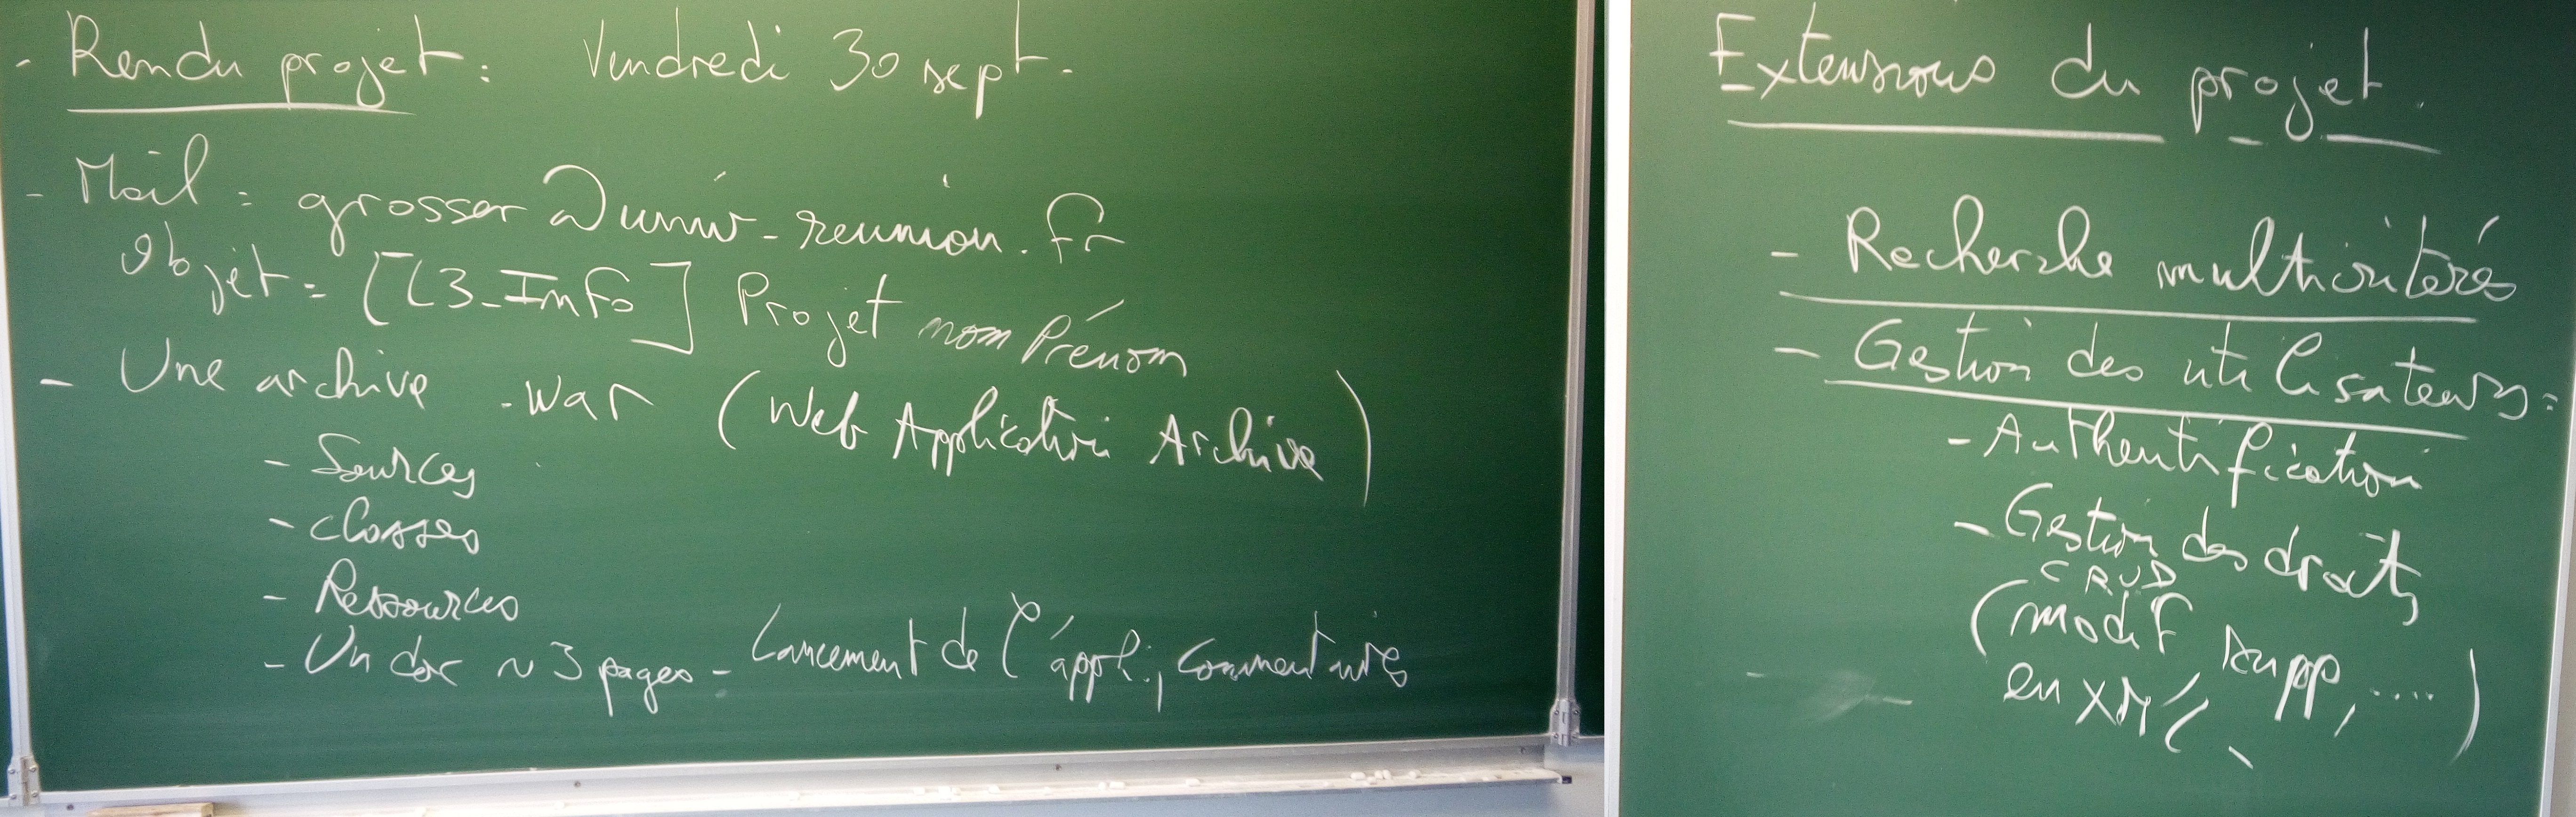 - Rendu projet : Vendredi 30 sept.
- Mail : grosser@univ-reunion.fr
Objet = [L3_Info] Projet nom Prénom
- Une archive .war (Web Application Archive)
- Sources
- classes
- Ressources
- Un doc ~ 3 pages - Lancement de l'appli, commentaires
Extensions du projet.
- Recherche multicritères
- Gestion des utilisateurs :
- Authentification
- Gestion des droits
CRUD
(modif supp, ....)
en XML